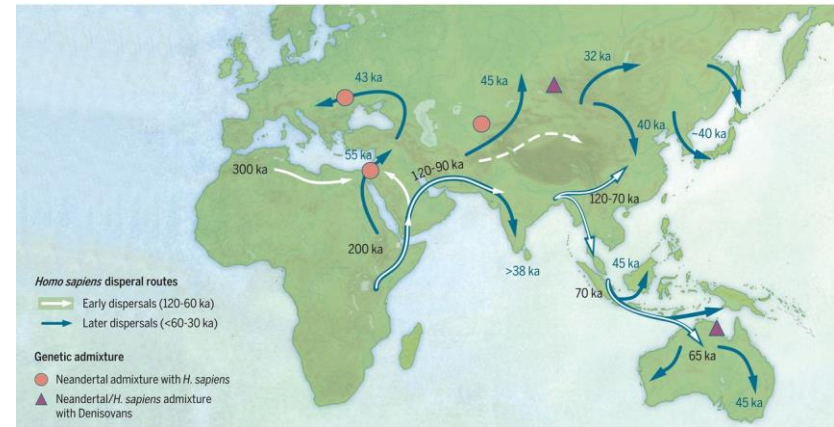 32 ka
43 ka
45 ka
40 ka
~40 ka
55 ka
300 ka
120-90 ka
120-70 ka
200 ka
>38 ka
45 ka
70 ka
65 ka
45 ka
Homo sapiens disperal routes
Early dispersals (120-60 ka)
Later dispersals (<60-30 ka)
Genetic admixture
Neandertal admixture with H. sapiens
Neandertal/H. sapiens admixture
with Denisovans